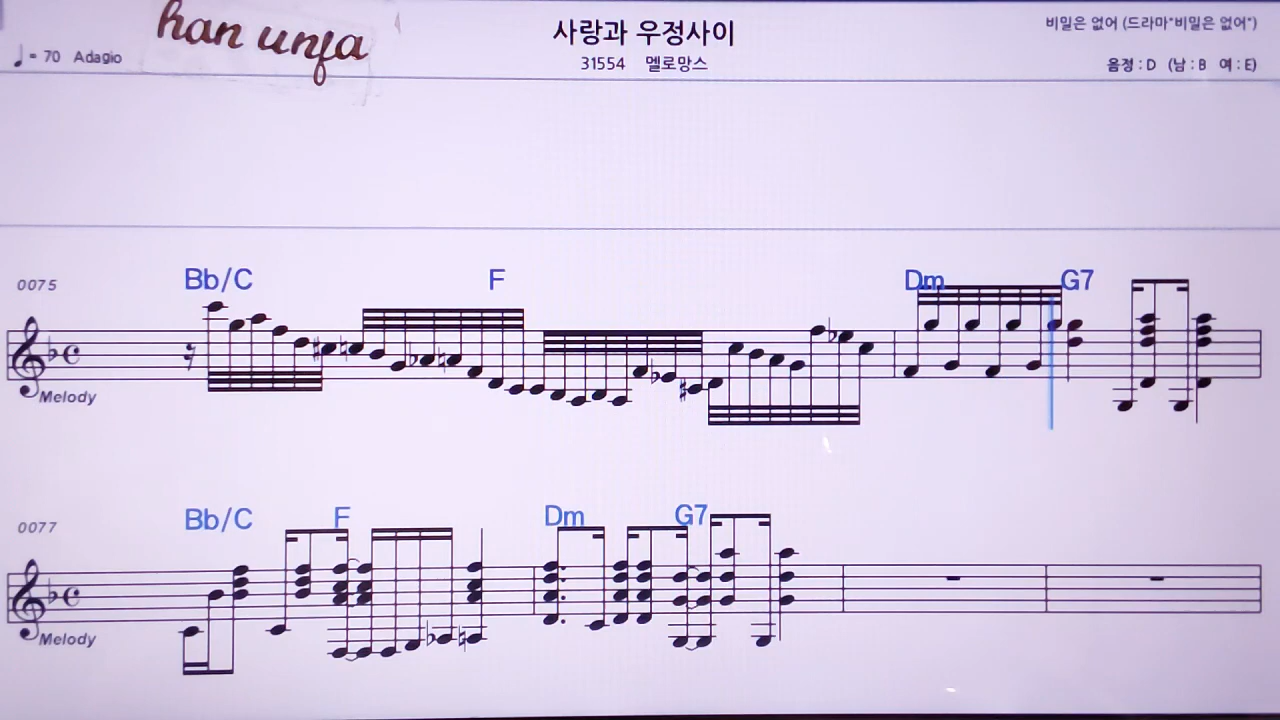 han unja
사랑과 우정사이
비밀은 없어 (드라마"비밀은 없어")
♩= 70 Adagio
31554 멜로망스
음정 : D (남 : B 여 : E)
0075
Bb/C F Dm G7
Melody
0077
Bb/C F Dm G7
Melody